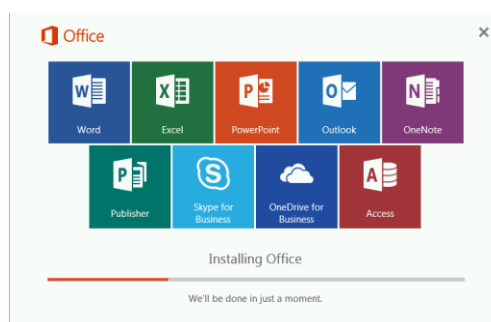 Office
W
X
P
O
N
Word
Excel
PowerPoint
Outlook
OneNote
P
S
A
Publisher
Skype for
Business
OneDrive for
Business
Access
Installing Office
We'll be done in just a moment.